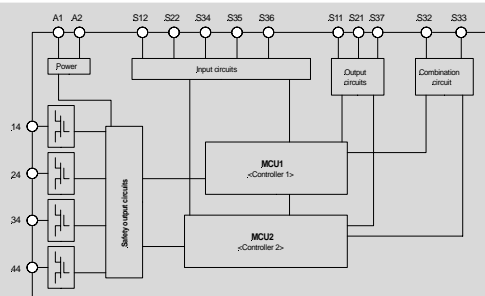 A1 A2 S12 S22 S34 S35 S36 S11 S21 S37 S32 S33
Power
Input circuits
Output
circuits
Combination
circuit
14
24
34
44
Safety output circuits
MCU1
<Controller 1>
MCU2
<Controller 2>